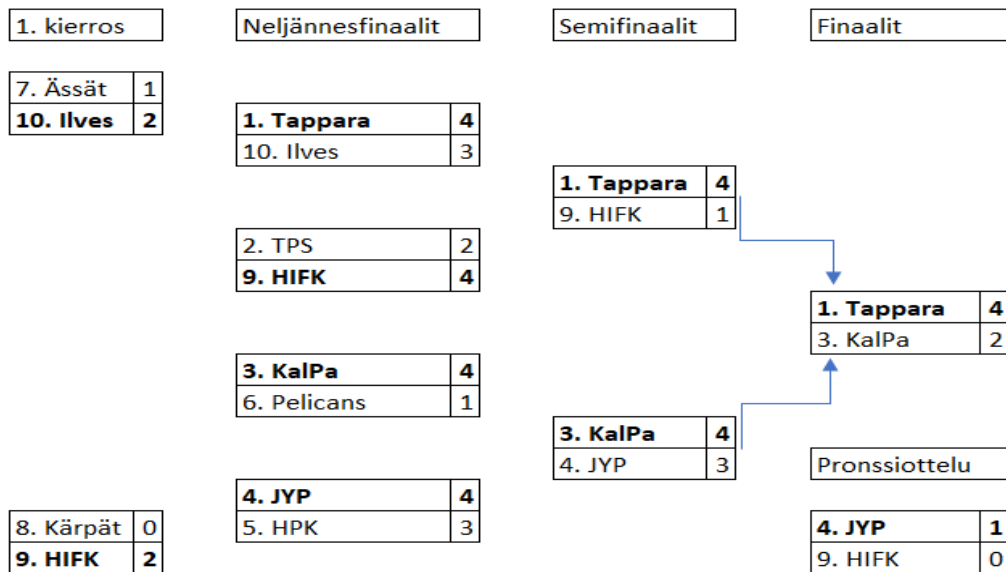 1. kierros
7. Ässät 1
10. Ilves 2
8. Kärpät 0
9. HIFK 2
Neljännesfinaalit
1. Tappara 4
10. Ilves 3
2. TPS 2
9. HIFK 4
3. KalPa 4
6. Pelicans 1
4. JYP 4
5. HPK 3
Semifinaalit
1. Tappara 4
9. HIFK 1
3. KalPa 4
4. JYP 3
Finaalit
1. Tappara 4
3. KalPa 2
Pronssiottelu
4. JYP 1
9. HIFK 0